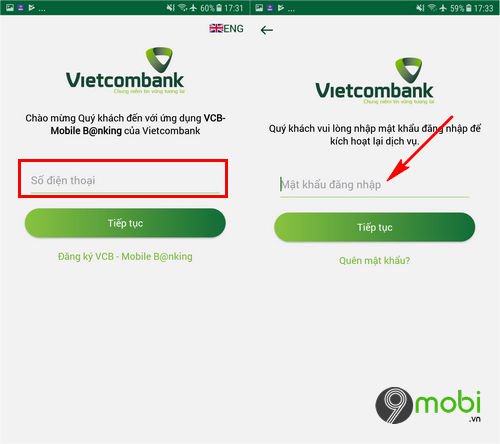 60% 17:31
ENG
Vietcombank
Chung niềm tin vững tương lai
Chào mừng Quý khách đến với ứng dụng VCB-
Mobile B@nking của Vietcombank
Số điện thoại
Tiếp tục
Đăng ký VCB - Mobile B@nking
59% 17:33
Vietcombank
Chung niềm tin vững tương lai
Quý khách vui lòng nhập mật khẩu đăng nhập để
kích hoạt lại dịch vụ.
Mật khẩu đăng nhập
Tiếp tục
Quên mật khẩu?
9mobi
.vn